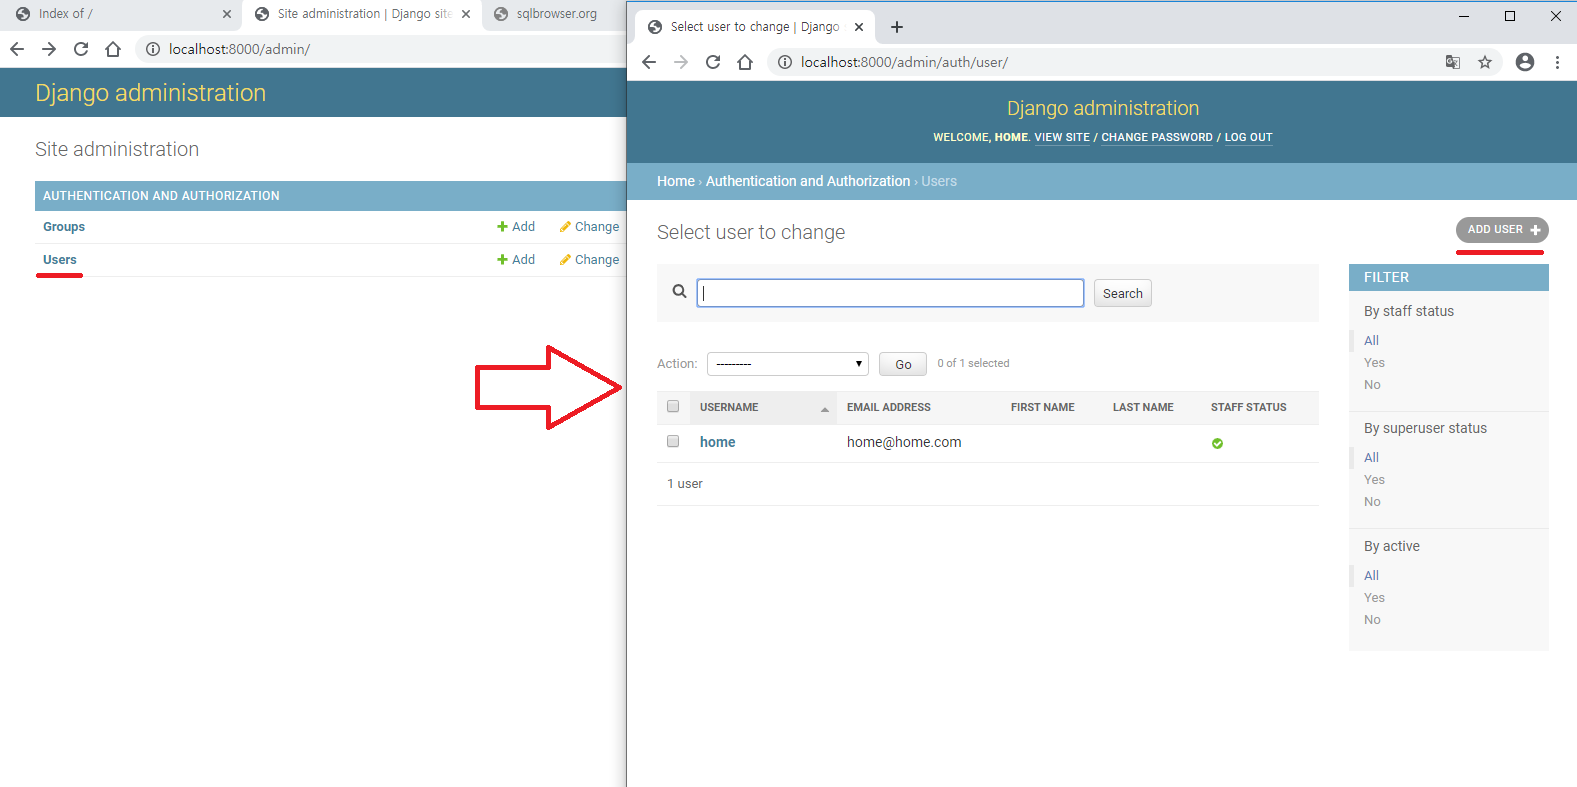 Index of /
Site administration | Django site
sqlbrowser.org
localhost:8000/admin/
Django administration
Site administration
AUTHENTICATION AND AUTHORIZATION
Groups Add Change
Users Add Change
Select user to change | Django
localhost:8000/admin/auth/user/
Django administration
WELCOME, HOME. VIEW SITE / CHANGE PASSWORD / LOG OUT
Home › Authentication and Authorization › Users
Select user to change
ADD USER +
Search
Action: --------- Go 0 of 1 selected
USERNAME EMAIL ADDRESS FIRST NAME LAST NAME STAFF STATUS
home home@home.com
1 user
FILTER
By staff status
All
Yes
No
By superuser status
All
Yes
No
By active
All
Yes
No